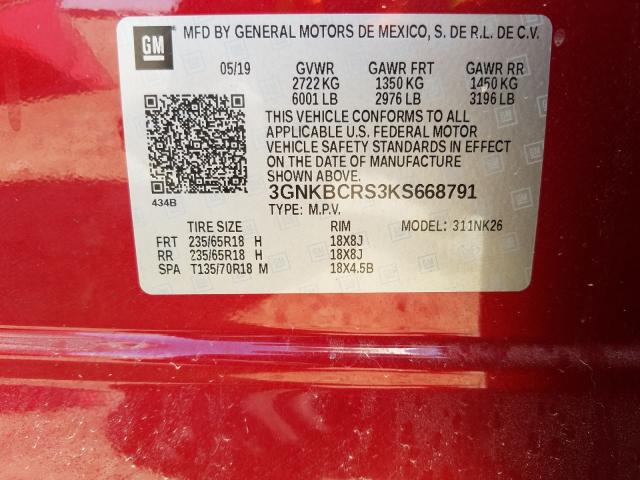 GM
MFD BY GENERAL MOTORS DE MEXICO, S. DE R.L. DE C.V.
05/19 GVWR GAWR FRT GAWR RR
2722 KG 1350 KG 1450 KG
6001 LB 2976 LB 3196 LB
THIS VEHICLE CONFORMS TO ALL
APPLICABLE U.S. FEDERAL MOTOR
VEHICLE SAFETY STANDARDS IN EFFECT
ON THE DATE OF MANUFACTURE
SHOWN ABOVE.
3GNKBCRS3KS668791
434B TYPE: M.P.V.
TIRE SIZE RIM MODEL: 311NK26
FRT 235/65R18 H 18X8J
RR 235/65R18 H 18X8J
SPA T135/70R18 M 18X4.5B